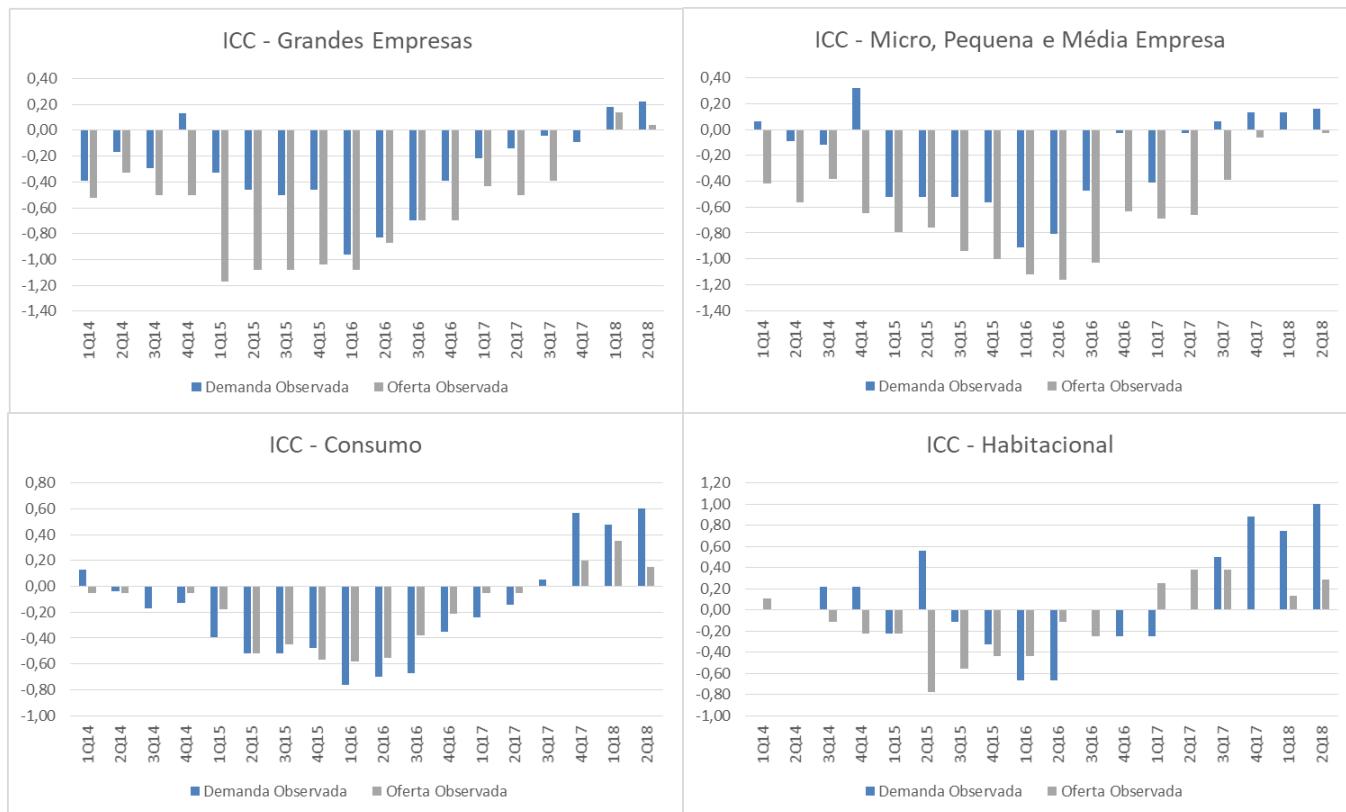 ICC - Grandes Empresas
0,40
0,20
0,00
-0,20
-0,40
-0,60
-0,80
-1,00
-1,20
-1,40
1Q14
2Q14
3Q14
4Q14
1Q15
2Q15
3Q15
4Q15
1Q16
2Q16
3Q16
4Q16
1Q17
2Q17
3Q17
4Q17
1Q18
2Q18
Demanda Observada
Oferta Observada
ICC - Micro, Pequena e Média Empresa
0,40
0,20
0,00
-0,20
-0,40
-0,60
-0,80
-1,00
-1,20
-1,40
1Q14
2Q14
3Q14
4Q14
1Q15
2Q15
3Q15
4Q15
1Q16
2Q16
3Q16
4Q16
1Q17
2Q17
3Q17
4Q17
1Q18
2Q18
Demanda Observada
Oferta Observada
ICC - Consumo
0,80
0,60
0,40
0,20
0,00
-0,20
-0,40
-0,60
-0,80
-1,00
1Q14
2Q14
3Q14
4Q14
1Q15
2Q15
3Q15
4Q15
1Q16
2Q16
3Q16
4Q16
1Q17
2Q17
3Q17
4Q17
1Q18
2Q18
Demanda Observada
Oferta Observada
ICC - Habitacional
1,20
1,00
0,80
0,60
0,40
0,20
0,00
-0,20
-0,40
-0,60
-0,80
-1,00
1Q14
2Q14
3Q14
4Q14
1Q15
2Q15
3Q15
4Q15
1Q16
2Q16
3Q16
4Q16
1Q17
2Q17
3Q17
4Q17
1Q18
2Q18
Demanda Observada
Oferta Observada